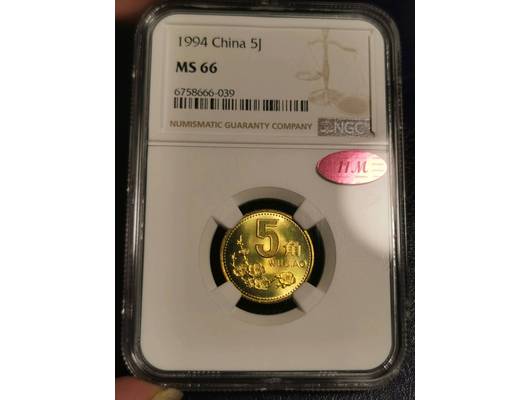 1994 China 5J
MS 66
6758666-039
NUMISMATIC GUARANTY COMPANY
NGC
5角
WU JIAO